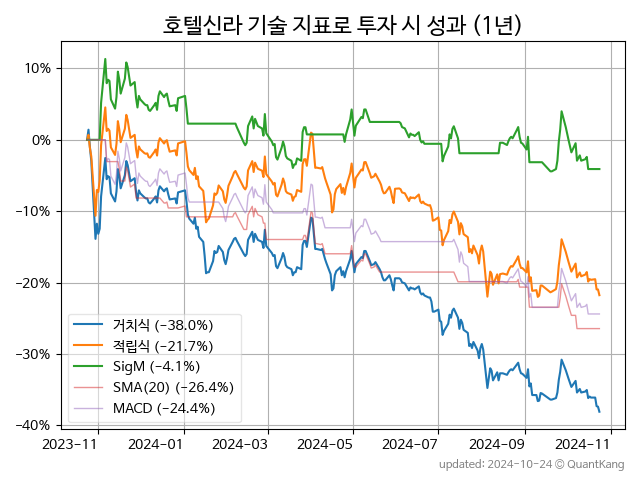 호텔신라 기술 지표로 투자 시 성과 (1년)
10%
0%
−10%
−20%
−30%
−40%
거치식 (−38.0%)
적립식 (−21.7%)
SigM (−4.1%)
SMA(20) (−26.4%)
MACD (−24.4%)
2023−11 2024−01 2024−03 2024−05 2024−07 2024−09 2024−11
updated: 2024-10-24 © QuantKang